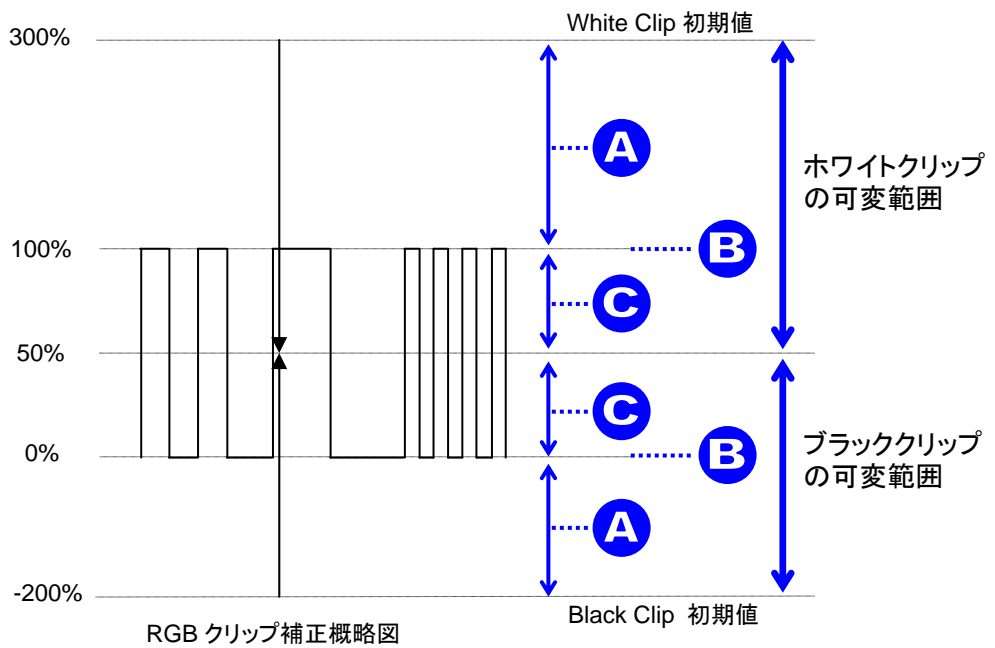 White Clip 初期値
300%
A
ホワイトクリップ
の可変範囲
100%
B
C
50%
C
ブラッククリップ
の可変範囲
0%
B
A
-200%
Black Clip 初期値
RGB クリップ補正概略図